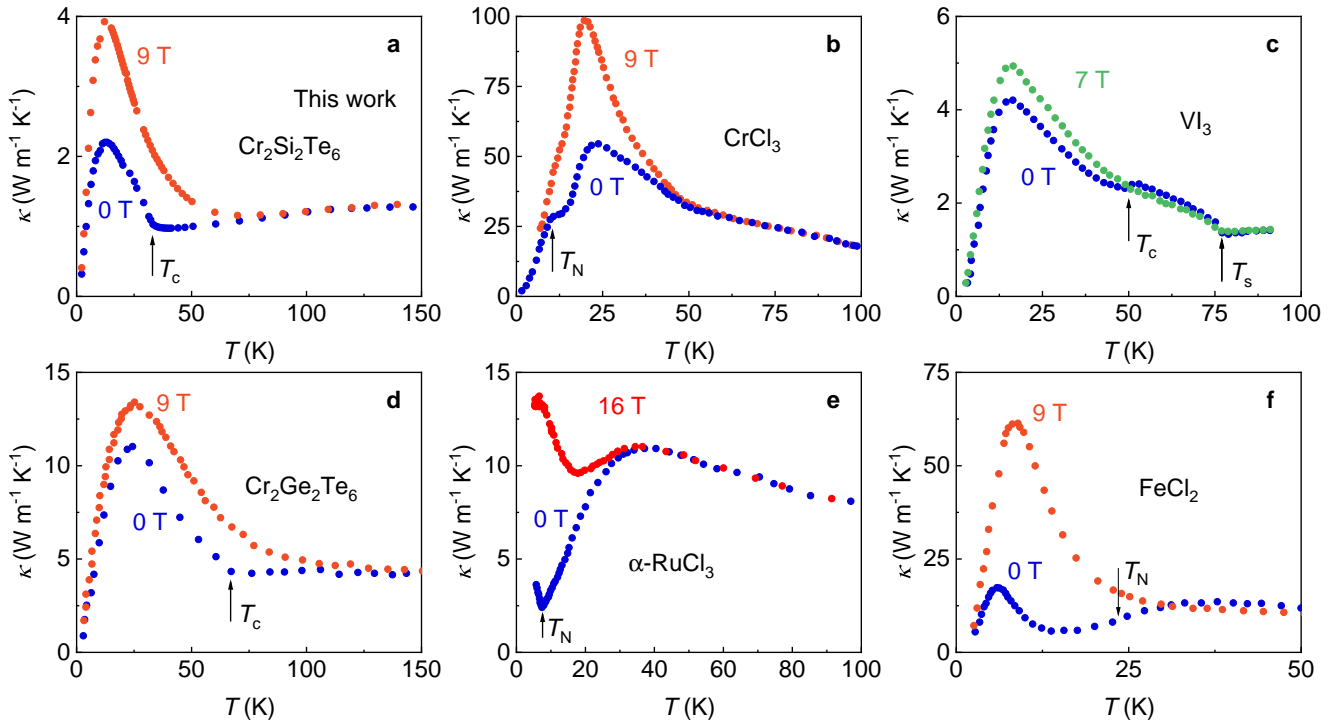 a
9 T
This work
Cr2Si2Te6
0 T
Tc
κ (W m-1 K-1)
0
2
4
0
50
100
150
T (K)
b
9 T
CrCl3
0 T
TN
κ (W m-1 K-1)
0
25
50
75
100
0
25
50
75
100
T (K)
c
7 T
VI3
0 T
Tc
Ts
κ (W m-1 K-1)
0
2
4
6
0
25
50
75
100
T (K)
d
9 T
Cr2Ge2Te6
0 T
Tc
κ (W m-1 K-1)
0
5
10
15
0
50
100
150
T (K)
e
16 T
0 T
α-RuCl3
TN
κ (W m-1 K-1)
0
5
10
15
0
20
40
60
80
100
T (K)
f
9 T
FeCl2
0 T
TN
κ (W m-1 K-1)
0
25
50
75
0
25
50
T (K)